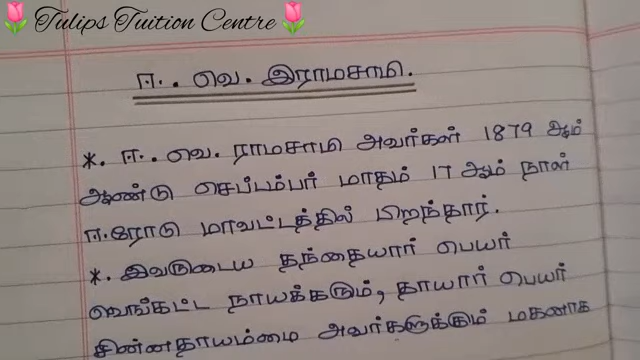 Tulips Tuition Centre
ஈ. வெ. இராமசாமி.
*. ஈ. வெ. ராமசாமி அவர்கள் 1879 ஆம்
ஆண்டு செப்டம்பர் மாதம் 17 ஆம் நாள்
ஈரோடு மாவட்டத்தில் பிறந்தார்.
*. இவருடைய தந்தையார் பெயர்
வெங்கட்ட நாயக்கரும், தாயார் பெயர்
சின்னதாயம்மை அவர்களுக்கும் மகனாக